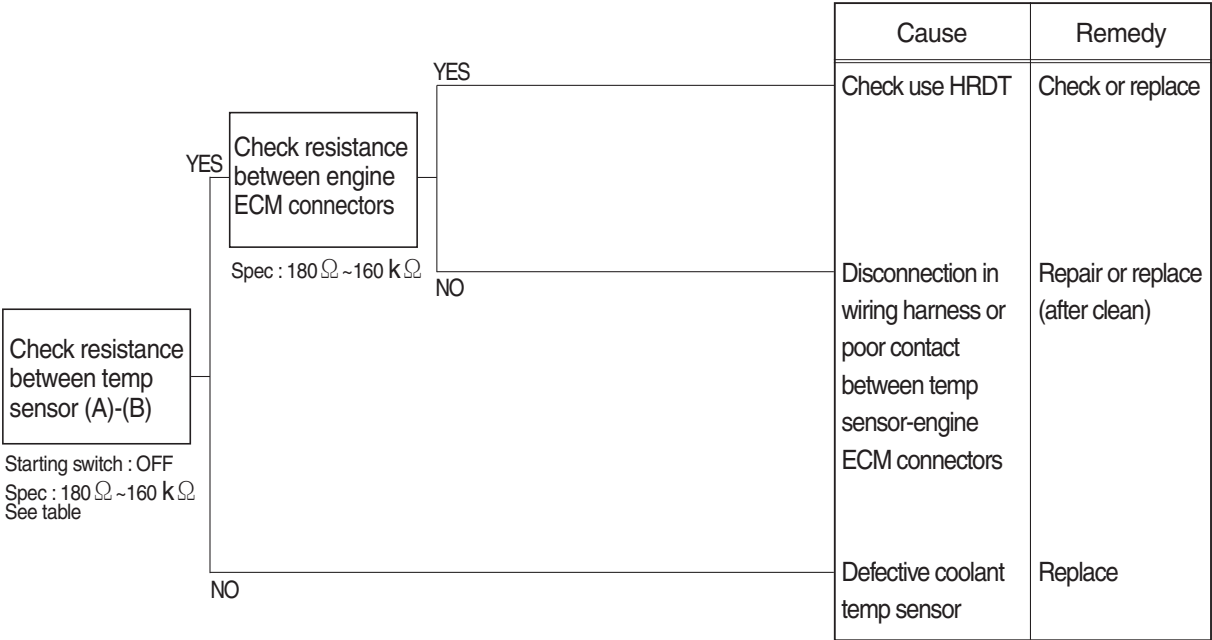 Cause
Remedy
YES
Check use HRDT
Check or replace
YES
Check resistance
between engine
ECM connectors
Spec : 180 Ω ~160 kΩ
NO
Disconnection in
wiring harness or
poor contact
between temp
sensor-engine
ECM connectors
Repair or replace
(after clean)
Check resistance
between temp
sensor (A)-(B)
Starting switch : OFF
Spec : 180 Ω ~160 kΩ
See table
NO
Defective coolant
temp sensor
Replace